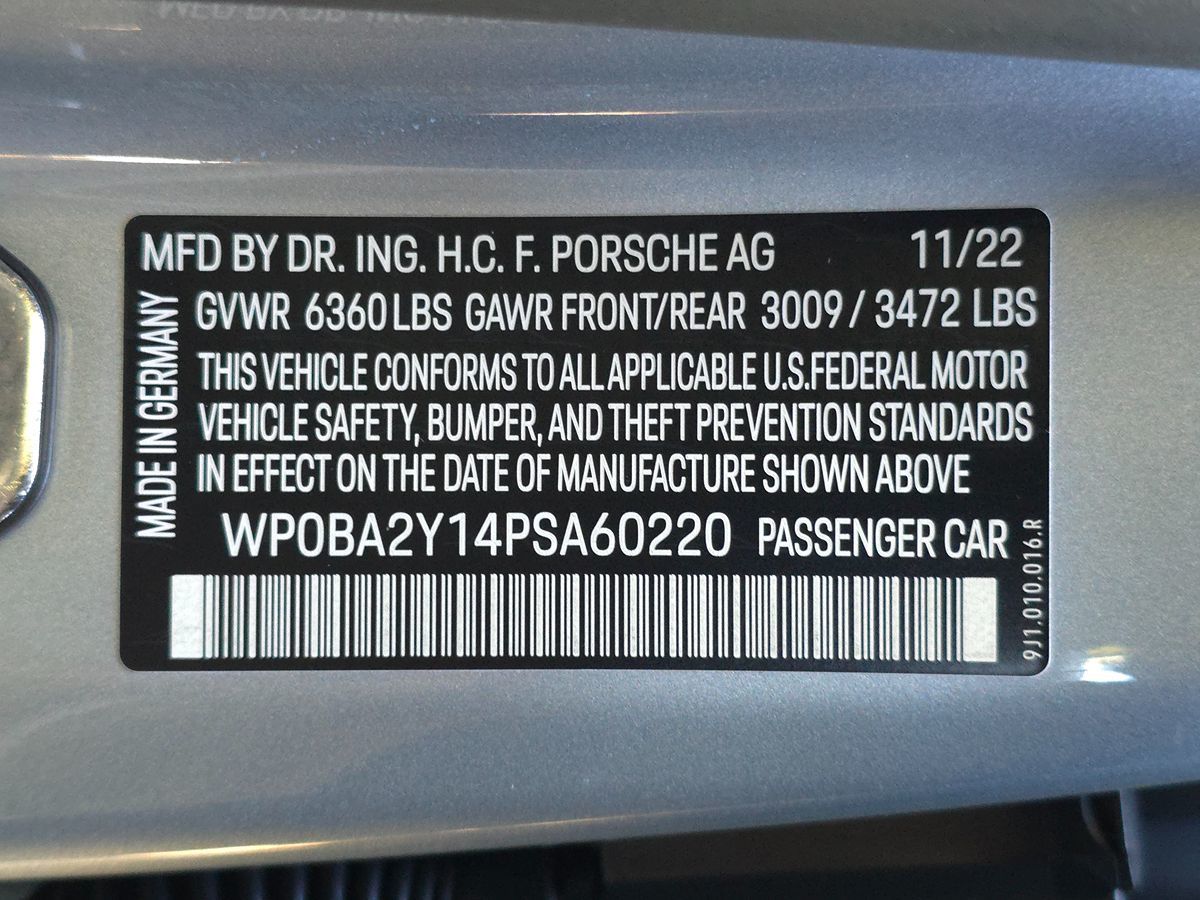 MFD BY DR. ING. H.C. F. PORSCHE AG 11/22
GVWR 6360 LBS GAWR FRONT/REAR 3009 / 3472 LBS
THIS VEHICLE CONFORMS TO ALL APPLICABLE U.S.FEDERAL MOTOR
VEHICLE SAFETY, BUMPER, AND THEFT PREVENTION STANDARDS
IN EFFECT ON THE DATE OF MANUFACTURE SHOWN ABOVE
WP0BA2Y14PSA60220 PASSENGER CAR
MADE IN GERMANY
9J1.010.016.R